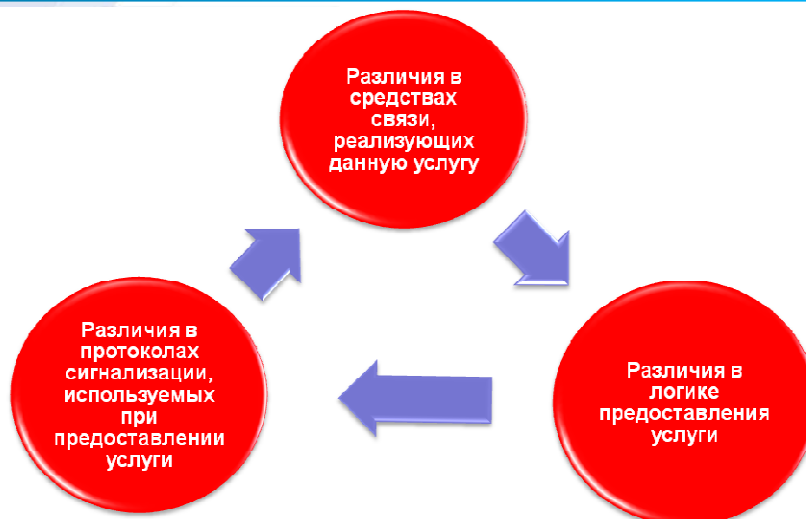 Различия в
средствах
связи,
реализующих
данную услугу
Различия в
протоколах
сигнализации,
используемых
при
предоставлении
услуги
Различия в
логике
предоставления
услуги